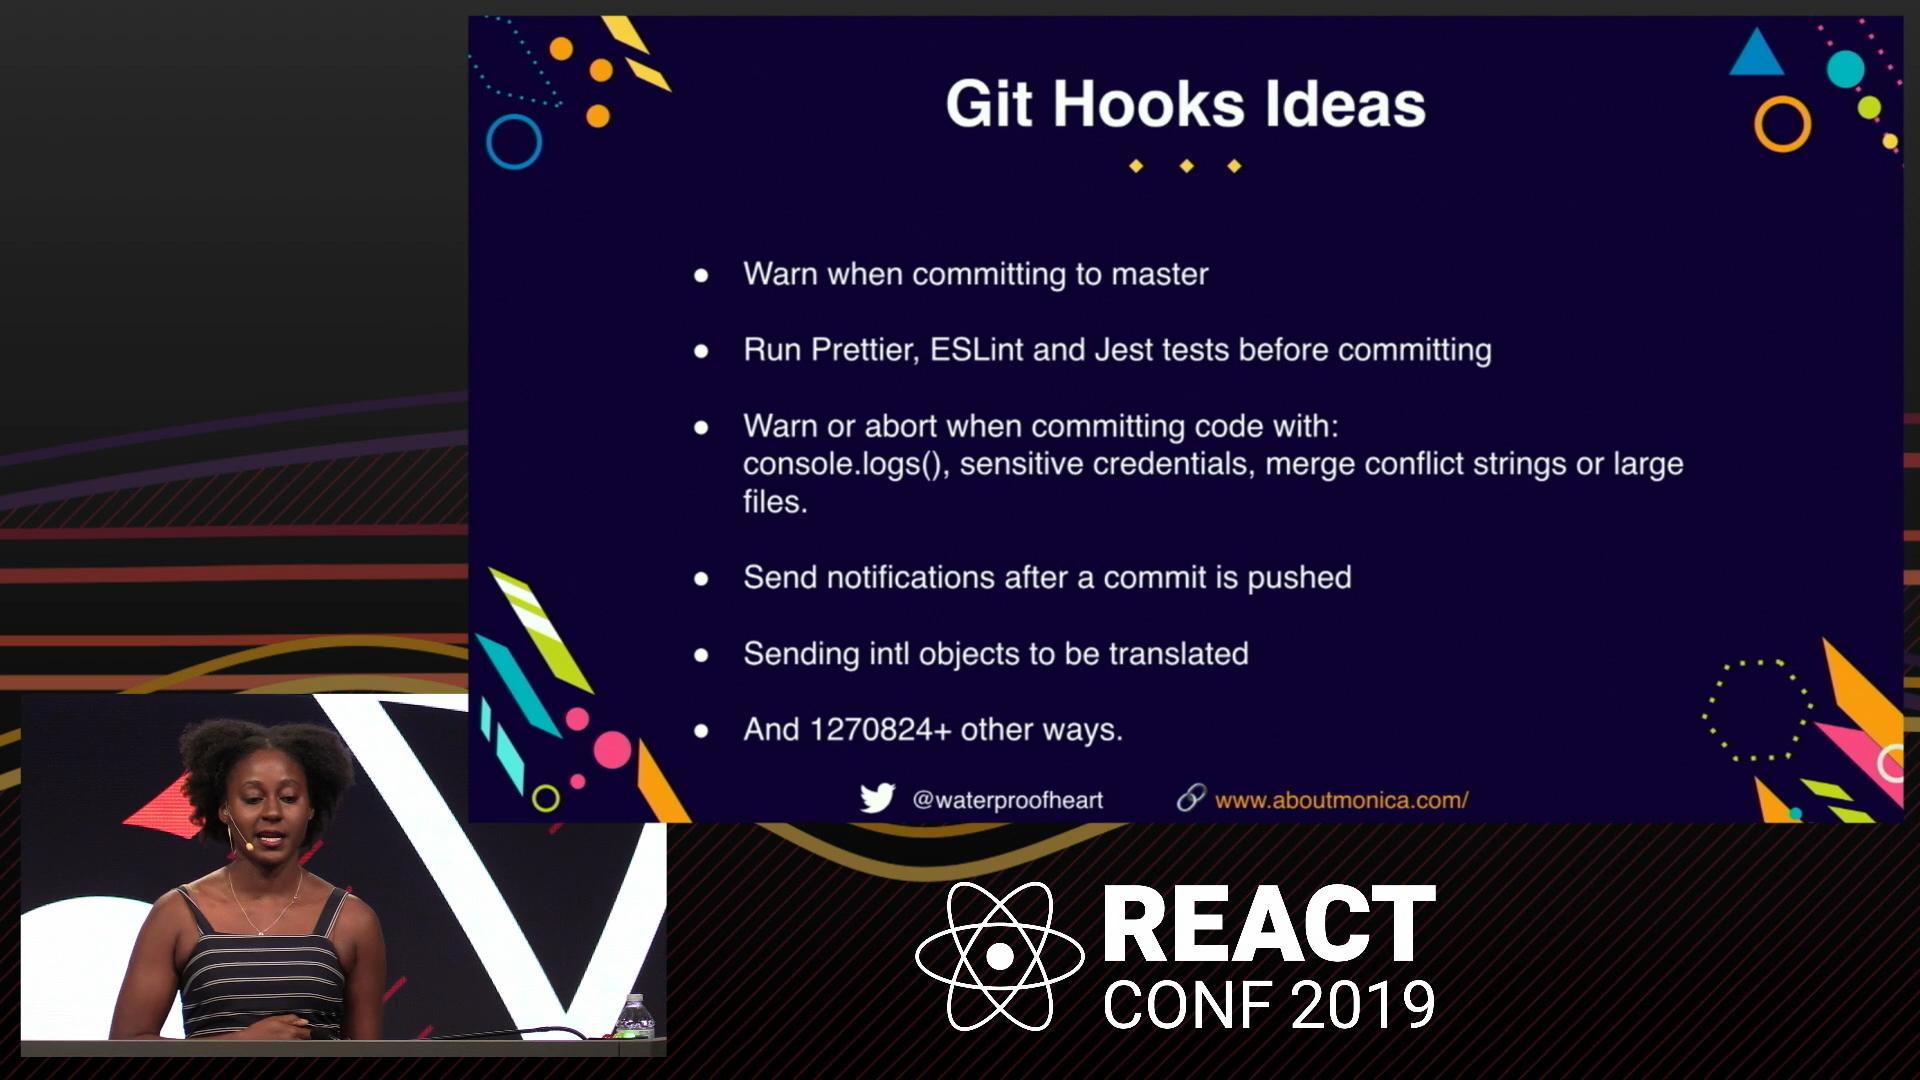 Git Hooks Ideas
● Warn when committing to master
● Run Prettier, ESLint and Jest tests before committing
● Warn or abort when committing code with:
console.logs(), sensitive credentials, merge conflict strings or large
files.
● Send notifications after a commit is pushed
● Sending intl objects to be translated
● And 1270824+ other ways.
@waterproofheart www.aboutmonica.com/
REACT
CONF 2019